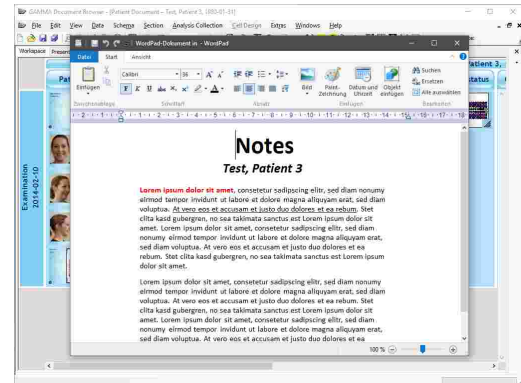 GAMMA Document Browser - [Patient Document - Test, Patient 3, 1800-01-31]
File Edit View Data Schema Section Analysis Collection Cell Design Extras Windows Help
Workspace Present
WordPad-Dokument in - WordPad
Datei Start Ansicht
Einfügen
Calibri 36
Bild
Paint-Zeichnung
Datum und Uhrzeit
Objekt einfügen
Suchen
Ersetzen
Alle auswählen
Zwischenablage Schriftart Absatz Einfügen Bearbeiten
Pat
atient 3,
status
Examination
2014-02-10
Notes
Test, Patient 3
Lorem ipsum dolor sit amet, consetetur sadipscing elitr, sed diam nonumy
eirmod tempor invidunt ut labore et dolore magna aliquyam erat, sed diam
voluptua. At vero eos et accusam et justo duo dolores et ea rebum. Stet
clita kasd gubergren, no sea takimata sanctus est Lorem ipsum dolor sit
amet. Lorem ipsum dolor sit amet, consetetur sadipscing elitr, sed diam
nonumy eirmod tempor invidunt ut labore et dolore magna aliquyam erat,
sed diam voluptua. At vero eos et accusam et justo duo dolores et ea
rebum. Stet clita kasd gubergren, no sea takimata sanctus est Lorem ipsum
dolor sit amet.
Lorem ipsum dolor sit amet, consetetur sadipscing elitr, sed diam nonumy
eirmod tempor invidunt ut labore et dolore magna aliquyam erat, sed diam
voluptua. At vero eos et accusam et justo duo dolores et ea rebum. Stet
clita kasd gubergren, no sea takimata sanctus est Lorem ipsum dolor sit
amet. Lorem ipsum dolor sit amet, consetetur sadipscing elitr, sed diam
nonumy eirmod tempor invidunt ut labore et dolore magna aliquyam erat,
sed diam voluptua. At vero eos et accusam et justo duo dolores et ea
100 %